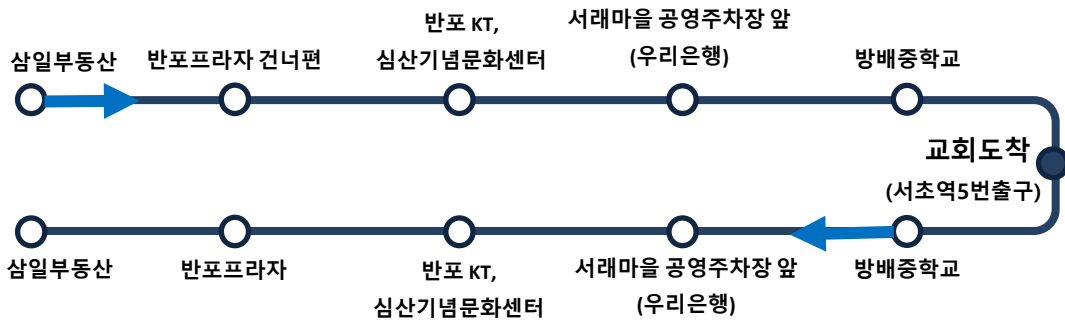 삼일부동산
반포프라자 건너편
반포 KT,
심산기념문화센터
서래마을 공영주차장 앞
(우리은행)
방배중학교
교회도착
(서초역5번출구)
삼일부동산
반포프라자
반포 KT,
심산기념문화센터
서래마을 공영주차장 앞
(우리은행)
방배중학교